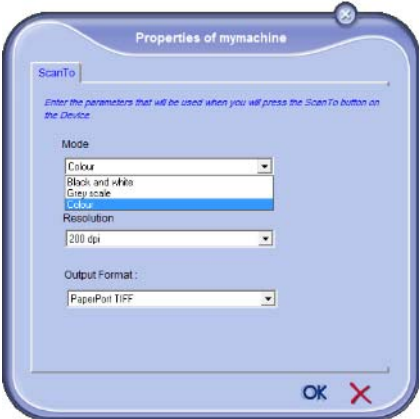 Properties of mymachine
ScanTo
Enter the parameters that will be used when you will press the ScanTo button on
the Device
Mode
Colour
Black and white
Grey scale
Colour
Resolution
200 dpi
Output Format :
PaperPort TIFF
OK